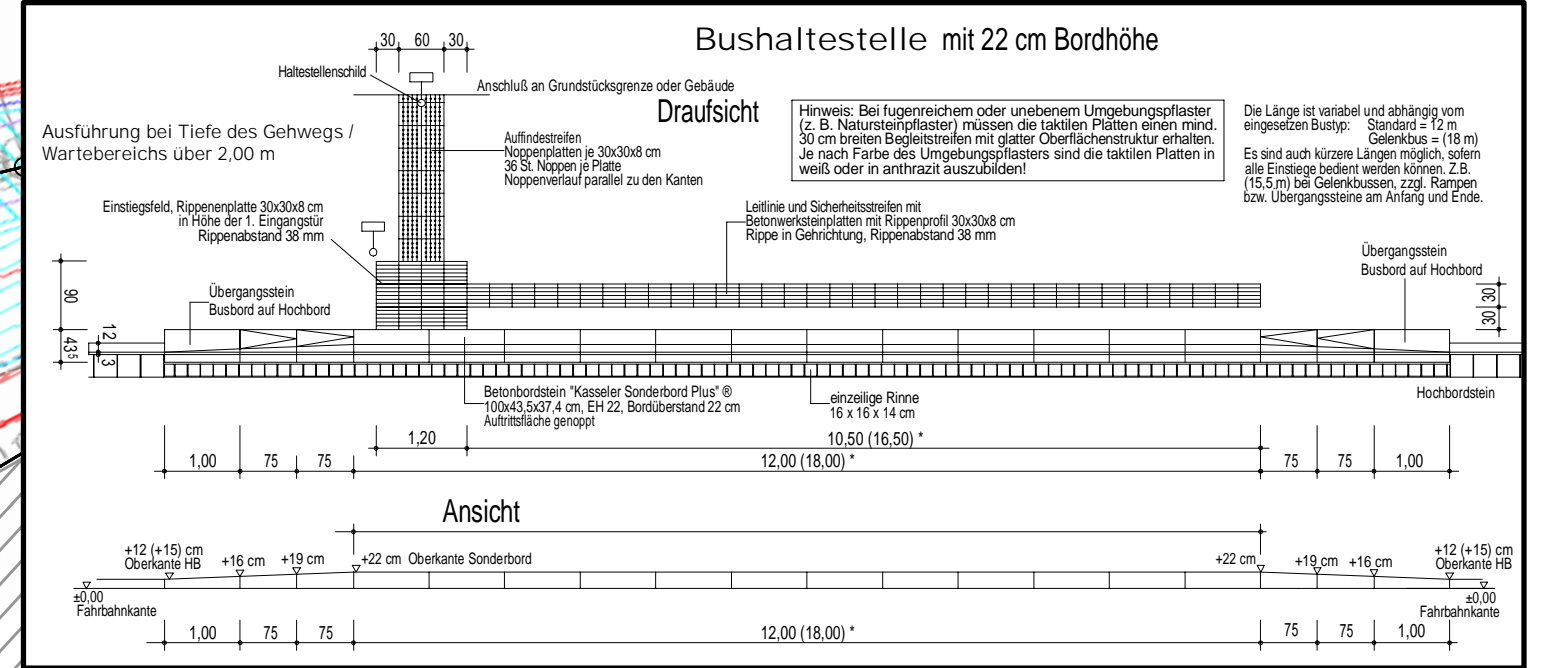 Bushaltestelle mit 22 cm Bordhöhe
30 60 30
Haltestellenschild
Anschluß an Grundstücksgrenze oder Gebäude
Draufsicht
Ausführung bei Tiefe des Gehwegs /
Wartebereichs über 2,00 m
Auffindestreifen
Noppenplatten je 30x30x8 cm
36 St. Noppen je Platte
Noppenverlauf parallel zu den Kanten
Hinweis: Bei fugenreichem oder unebenem Umgebungspflaster
(z. B. Natursteinpflaster) müssen die taktilen Platten einen mind.
30 cm breiten Begleitstreifen mit glatter Oberflächenstruktur erhalten.
Je nach Farbe des Umgebungspflasters sind die taktilen Platten in
weiß oder in anthrazit auszubilden!
Die Länge ist variabel und abhängig vom
eingesetzen Bustyp: Standard = 12 m
Gelenkbus = (18 m)
Es sind auch kürzere Längen möglich, sofern
alle Einstiege bedient werden können. Z.B.
(15,5 m) bei Gelenkbussen, zzgl. Rampen
bzw. Übergangssteine am Anfang und Ende.
Einstiegsfeld, Rippenenplatte 30x30x8 cm
in Höhe der 1. Eingangstür
Rippenabstand 38 mm
Leitlinie und Sicherheitsstreifen mit
Betonwerksteinplatten mit Rippenprofil 30x30x8 cm
Rippe in Gehrichtung, Rippenabstand 38 mm
Übergangsstein
Busbord auf Hochbord
Übergangsstein
Busbord auf Hochbord
90
30
30
12
43⁵
3
Betonbordstein "Kasseler Sonderbord Plus" ®
100x43,5x37,4 cm, EH 22, Bordüberstand 22 cm
Auftrittsfläche genoppt
einzeilige Rinne
16 x 16 x 14 cm
Hochbordstein
1,20 10,50 (16,50) *
1,00 75 75 12,00 (18,00) * 75 75 1,00
Ansicht
+12 (+15) cm
Oberkante HB
+16 cm
+19 cm
+22 cm Oberkante Sonderbord
+22 cm
+19 cm
+16 cm
+12 (+15) cm
Oberkante HB
±0,00
Fahrbahnkante
±0,00
Fahrbahnkante
1,00 75 75 12,00 (18,00) * 75 75 1,00